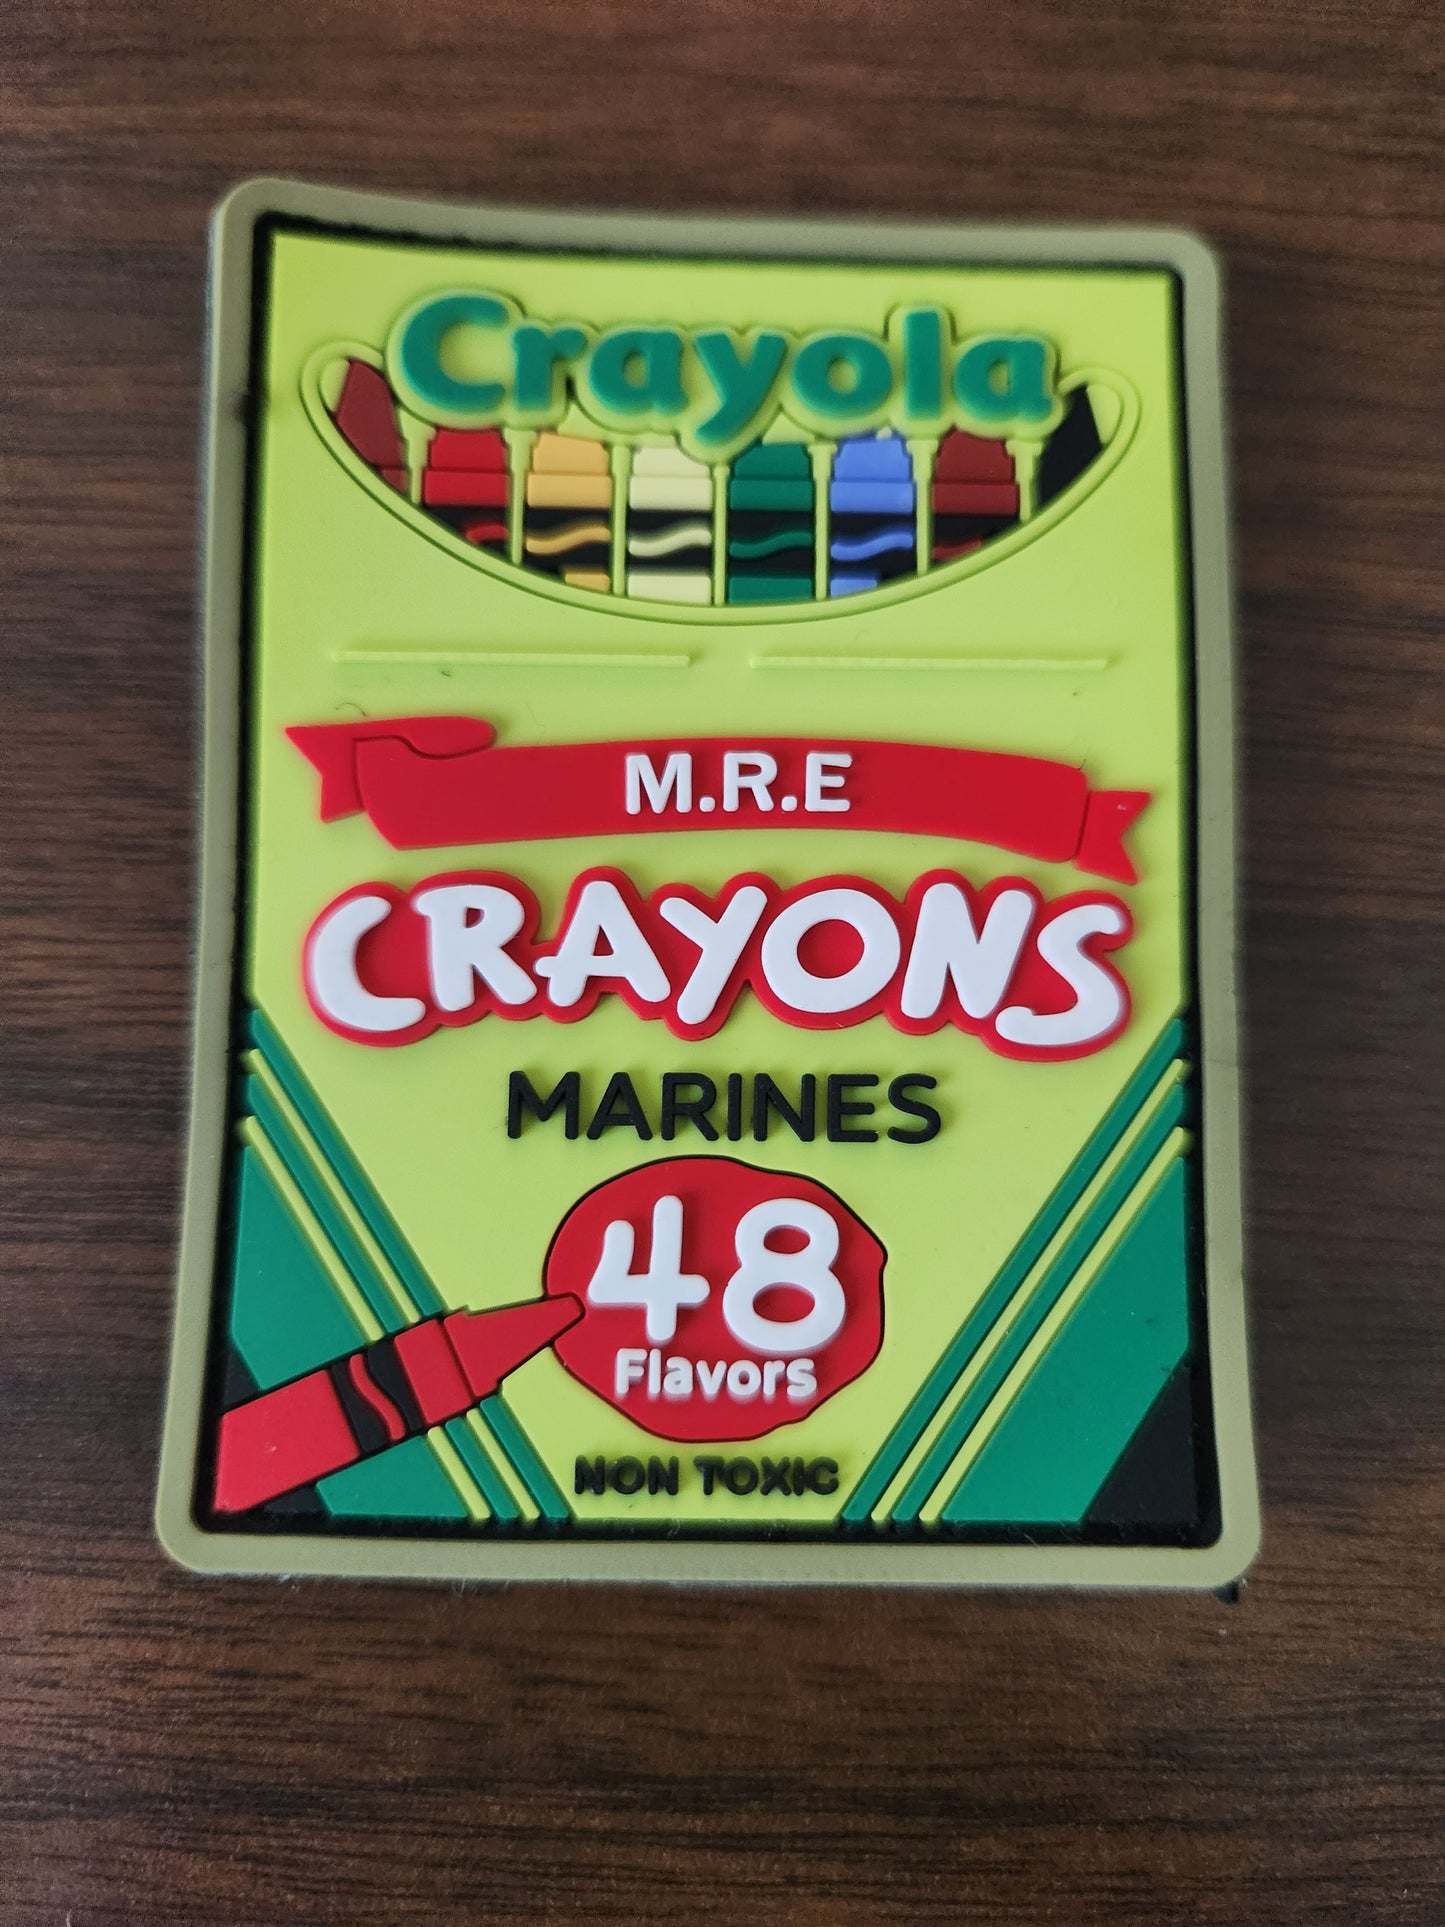 Crayola
M.R.E
CRAYONS
MARINES
48
Flavors
NON TOXIC